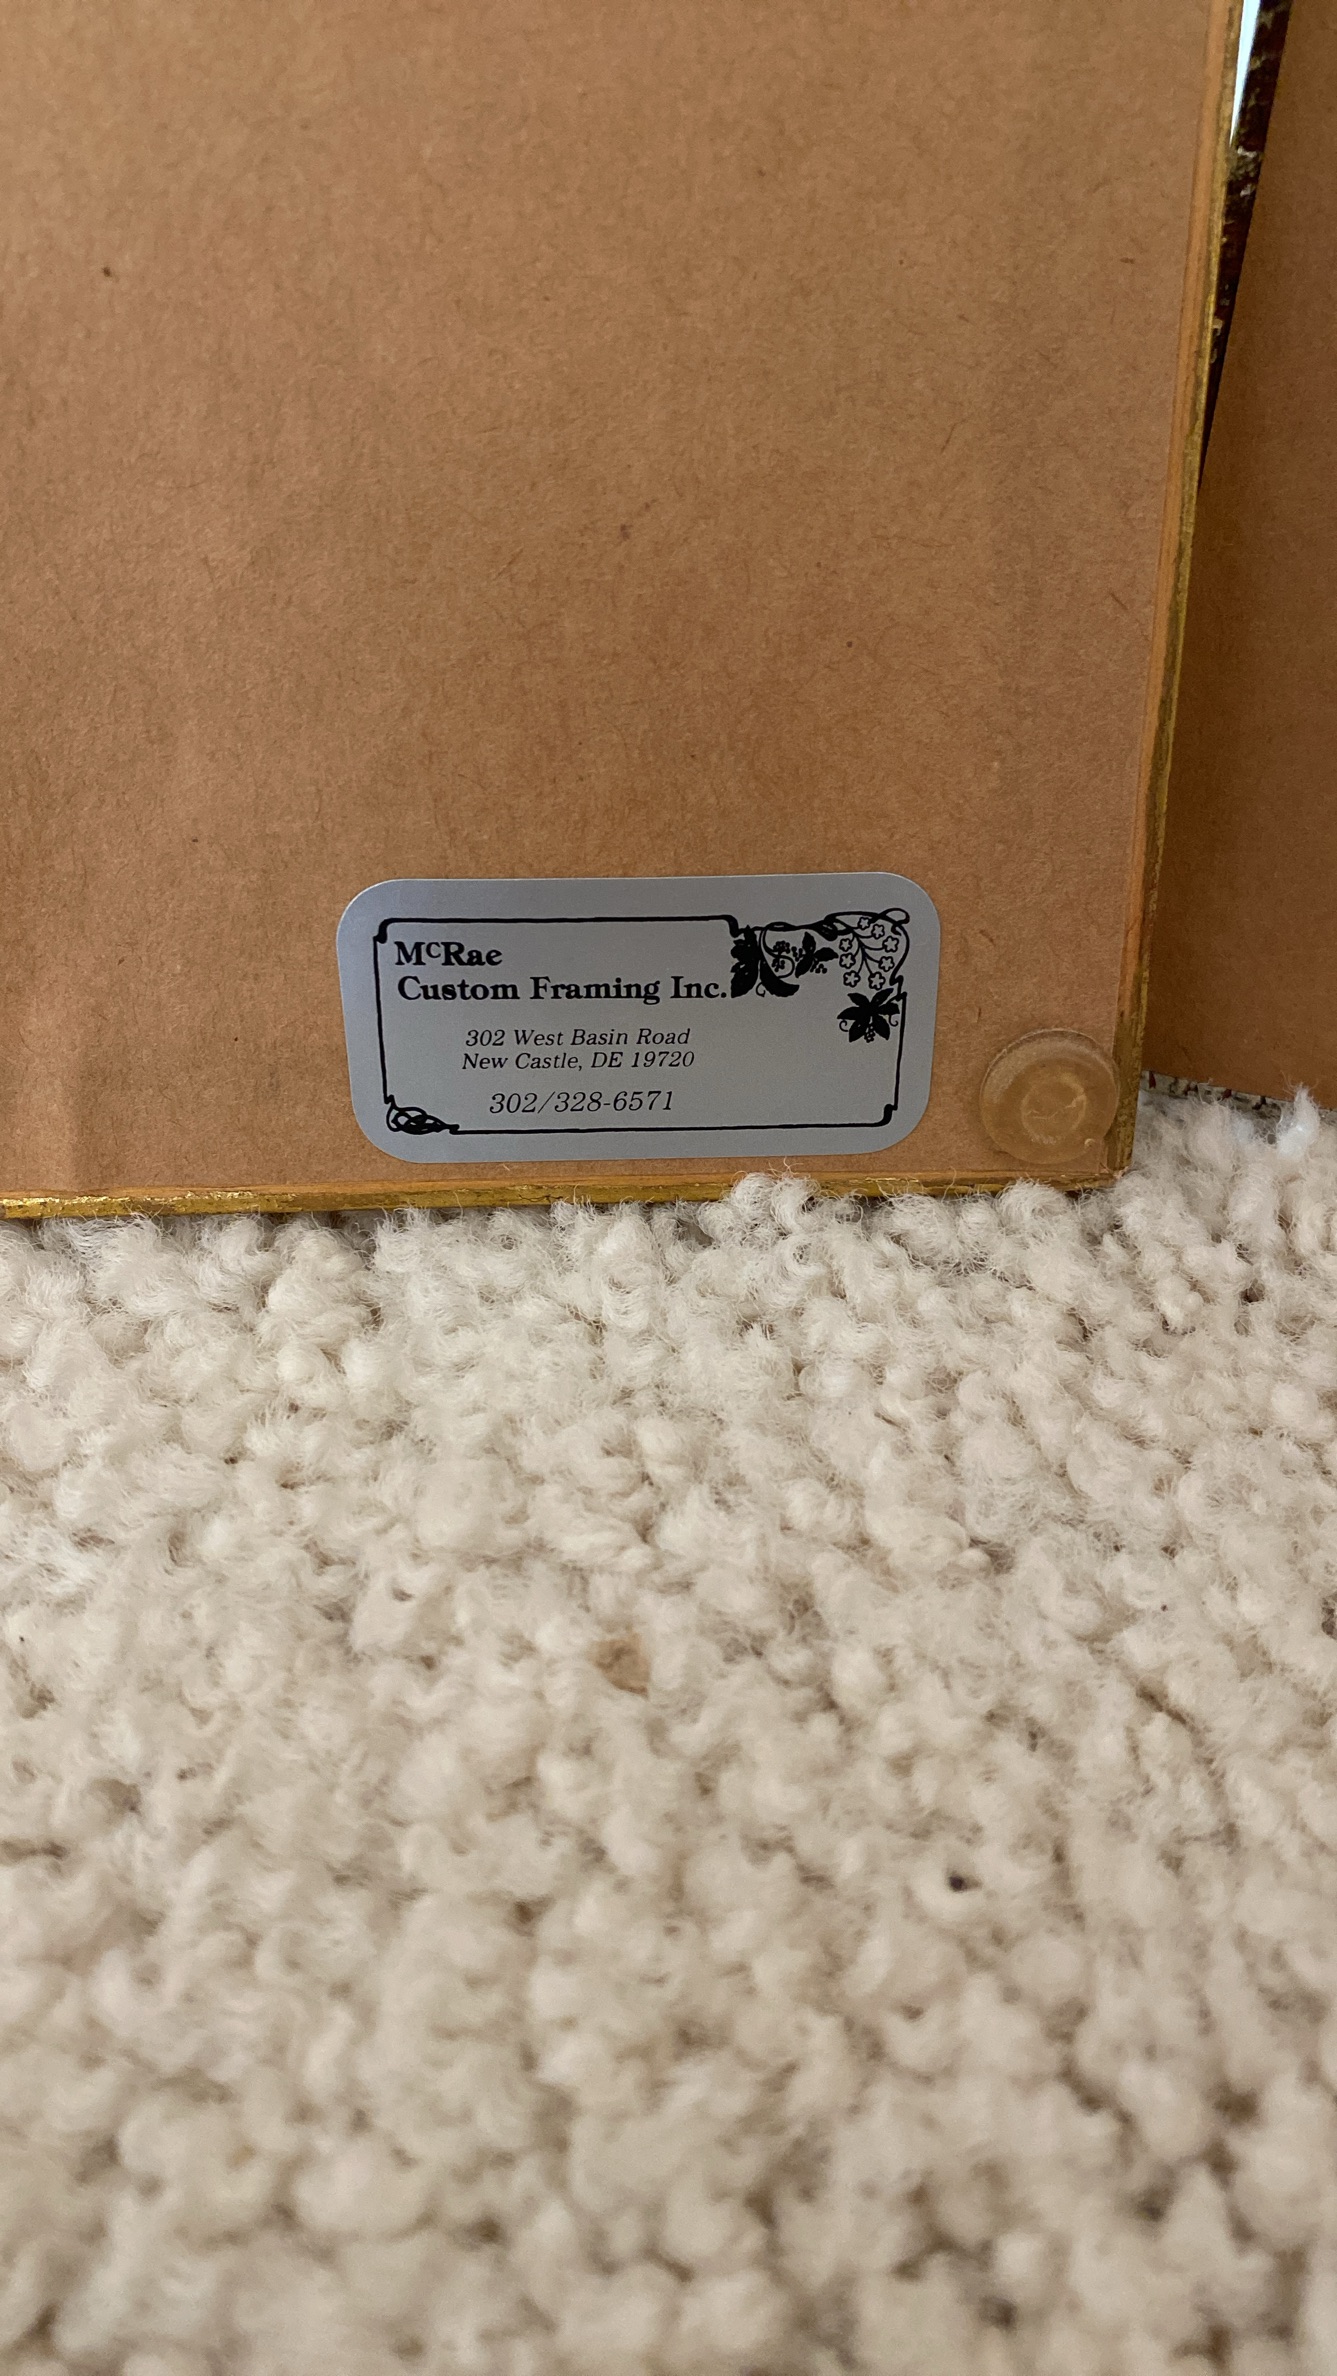 McRae
Custom Framing Inc.
302 West Basin Road
New Castle, DE 19720
302/328-6571